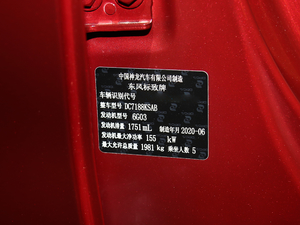 中国神龙汽车有限公司制造
东风标致牌
车辆识别代号
整车型号 DC7188KSAB
发动机型号 6G03
发动机排量 1751mL 制造年月 2020-06
发动机最大净功率 155 kW
最大允许总质量 1981 kg 乘坐人数 5